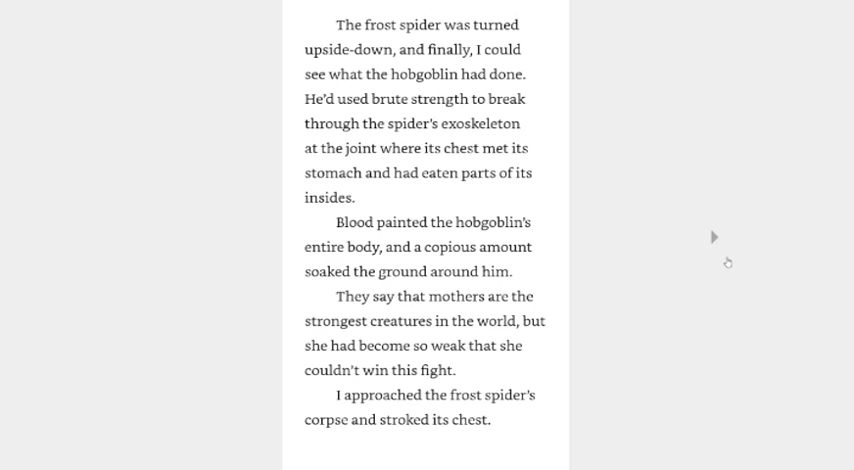 The frost spider was turned
upside-down, and finally, I could
see what the hobgoblin had done.
He’d used brute strength to break
through the spider’s exoskeleton
at the joint where its chest met its
stomach and had eaten parts of its
insides.
Blood painted the hobgoblin’s
entire body, and a copious amount
soaked the ground around him.
They say that mothers are the
strongest creatures in the world, but
she had become so weak that she
couldn’t win this fight.
I approached the frost spider’s
corpse and stroked its chest.